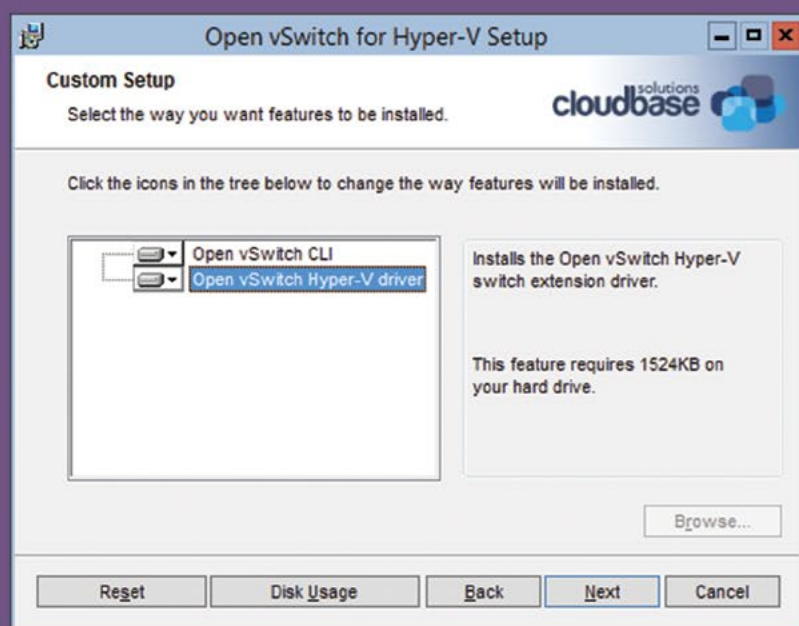 Open vSwitch for Hyper-V Setup
Custom Setup
Select the way you want features to be installed.
cloudbase solutions
Click the icons in the tree below to change the way features will be installed.
Open vSwitch CLI
Open vSwitch Hyper-V driver
Installs the Open vSwitch Hyper-V
switch extension driver.
This feature requires 1524KB on
your hard drive.
Browse...
Reset Disk Usage Back Next Cancel